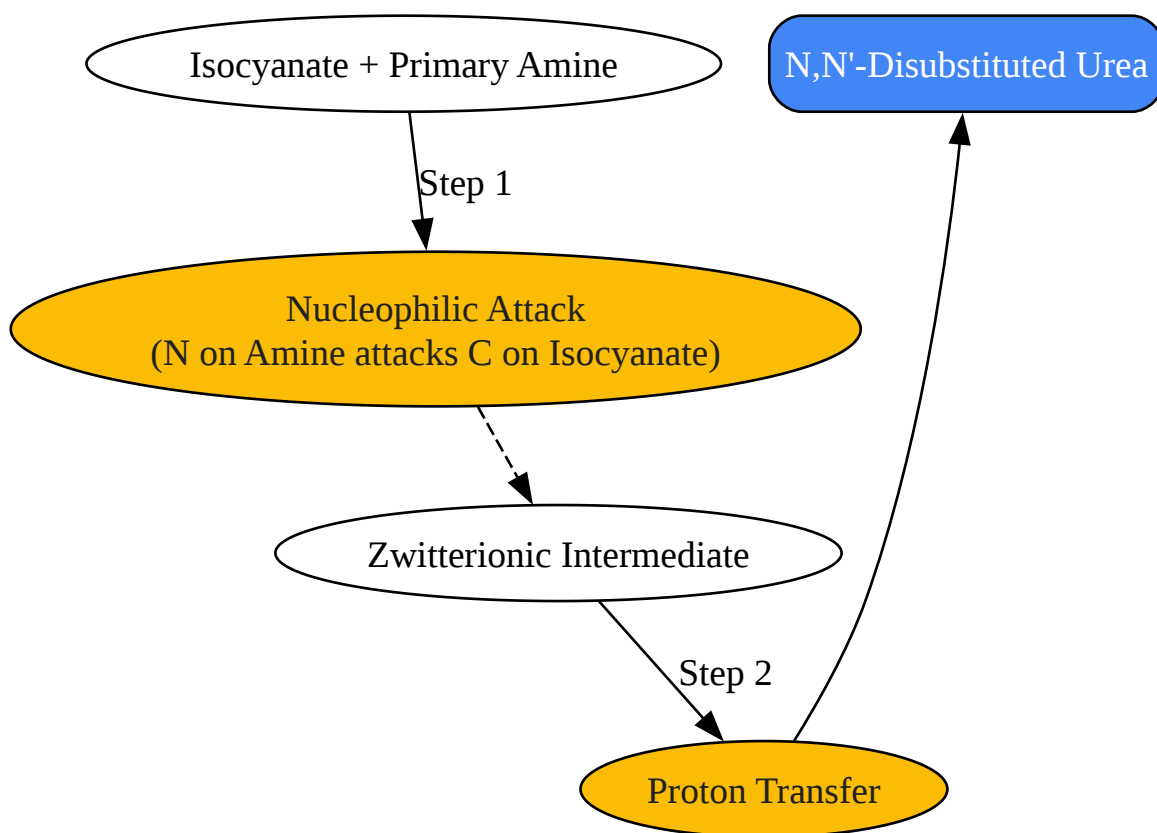 Isocyanate + Primary Amine
N,N'-Disubstituted Urea
Step 1
Nucleophilic Attack
(N on Amine attacks C on Isocyanate)
Zwitterionic Intermediate
Step 2
Proton Transfer